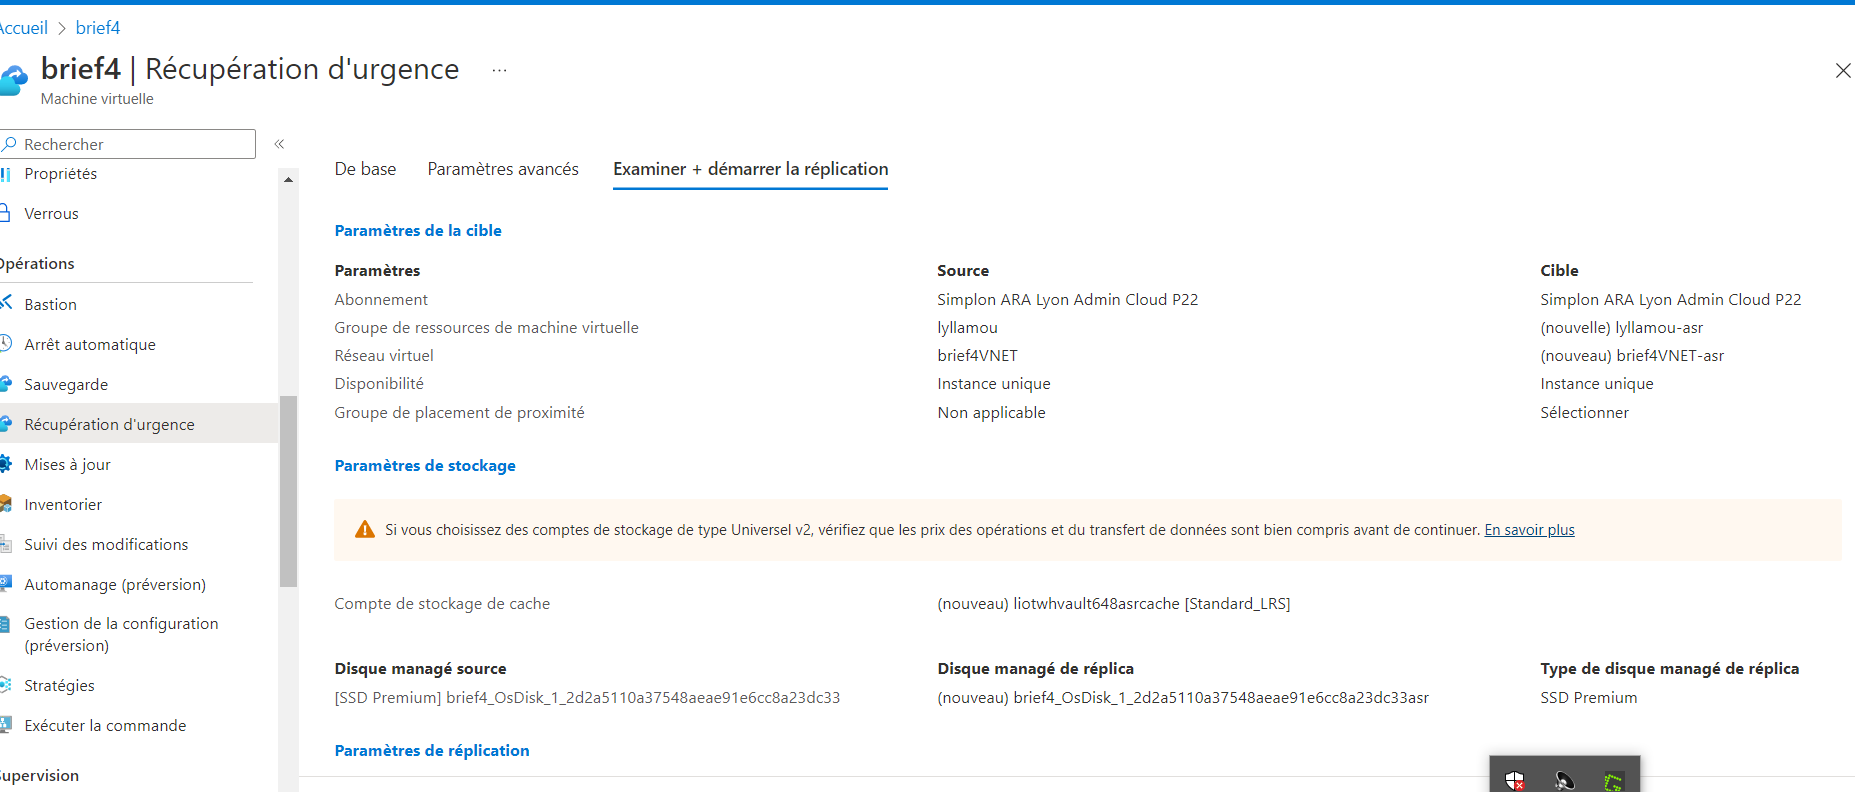 Accueil > brief4
brief4 | Récupération d'urgence ...
Machine virtuelle
Rechercher
Propriétés
Verrous
Opérations
Bastion
Arrêt automatique
Sauvegarde
Récupération d'urgence
Mises à jour
Inventorier
Suivi des modifications
Automanage (préversion)
Gestion de la configuration
(préversion)
Stratégies
Exécuter la commande
Supervision
De base Paramètres avancés Examiner + démarrer la réplication
Paramètres de la cible
Paramètres Source Cible
Abonnement Simplon ARA Lyon Admin Cloud P22 Simplon ARA Lyon Admin Cloud P22
Groupe de ressources de machine virtuelle lyllamou (nouvelle) lyllamou-asr
Réseau virtuel brief4VNET (nouveau) brief4VNET-asr
Disponibilité Instance unique Instance unique
Groupe de placement de proximité Non applicable Sélectionner
Paramètres de stockage
Si vous choisissez des comptes de stockage de type Universel v2, vérifiez que les prix des opérations et du transfert de données sont bien compris avant de continuer. En savoir plus
Compte de stockage de cache (nouveau) liotwhvault648asrcache [Standard_LRS]
Disque managé source Disque managé de réplica Type de disque managé de réplica
[SSD Premium] brief4_OsDisk_1_2d2a5110a37548aeae91e6cc8a23dc33 (nouveau) brief4_OsDisk_1_2d2a5110a37548aeae91e6cc8a23dc33asr SSD Premium
Paramètres de réplication